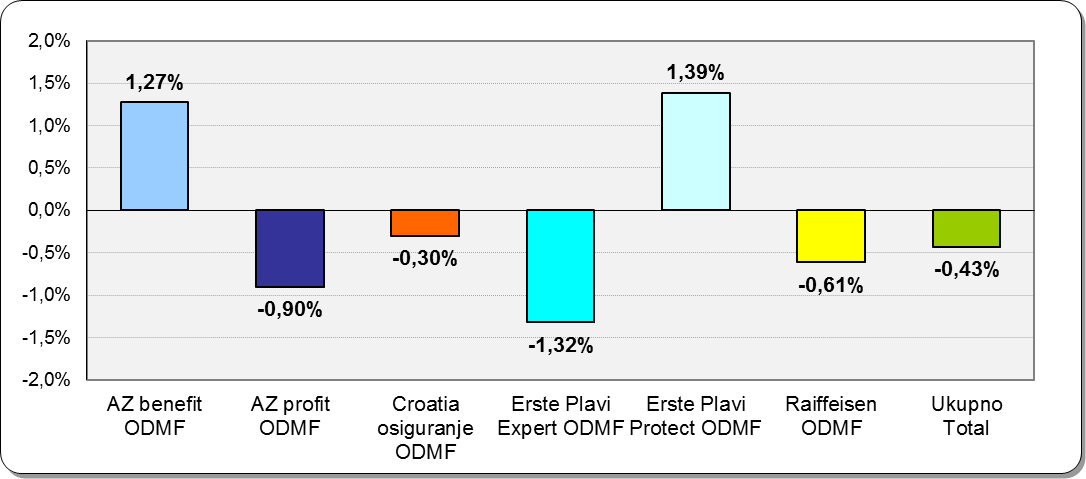 2,0%
1,5%
1,0%
0,5%
0,0%
-0,5%
-1,0%
-1,5%
-2,0%
1,27%
-0,90%
-0,30%
-1,32%
1,39%
-0,61%
-0,43%
AZ benefit
ODMF
AZ profit
ODMF
Croatia
osiguranje
ODMF
Erste Plavi
Expert ODMF
Erste Plavi
Protect ODMF
Raiffeisen
ODMF
Ukupno
Total